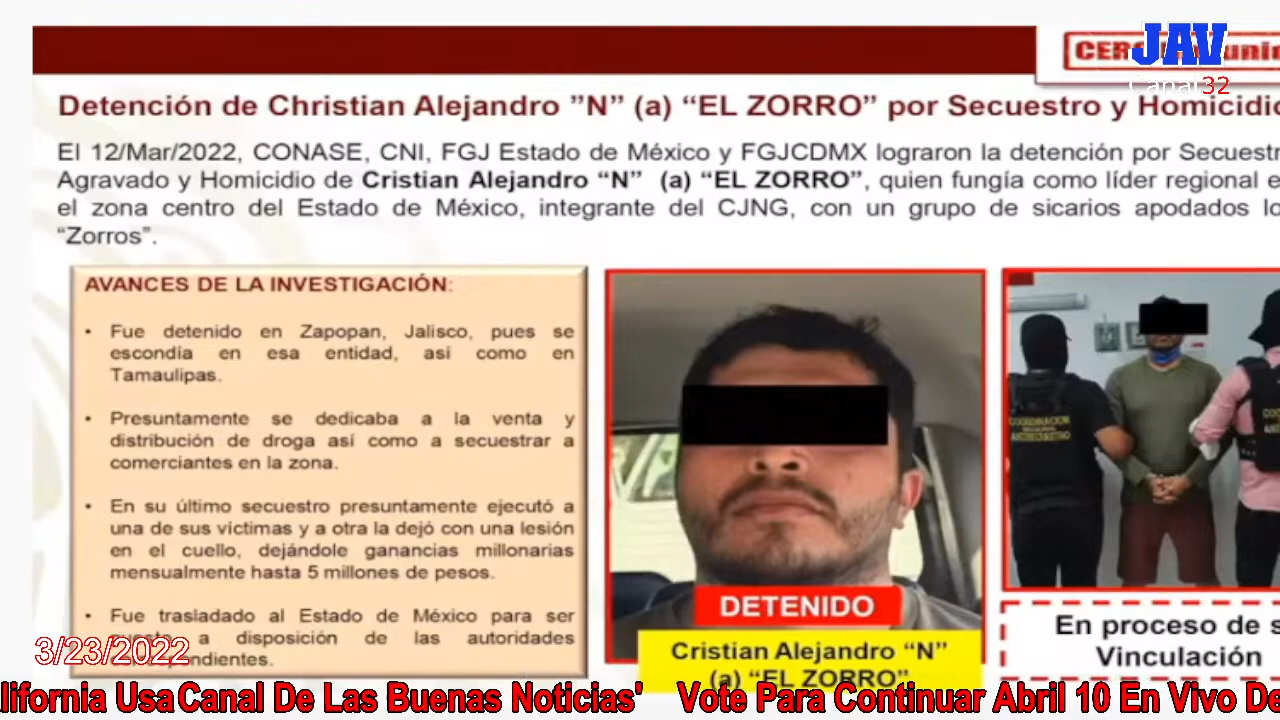 JAV
Canal 32
Detención de Christian Alejandro ”N” (a) “EL ZORRO” por Secuestro y Homicidio
El 12/Mar/2022, CONASE, CNI, FGJ Estado de México y FGJCDMX lograron la detención por Secuestr
Agravado y Homicidio de Cristian Alejandro “N” (a) “EL ZORRO”, quien fungía como líder regional e
el zona centro del Estado de México, integrante del CJNG, con un grupo de sicarios apodados lo
“Zorros”.
AVANCES DE LA INVESTIGACIÓN:
• Fue detenido en Zapopan, Jalisco, pues se
escondía en esa entidad, así como en
Tamaulipas.
• Presuntamente se dedicaba a la venta y
distribución de droga así como a secuestrar a
comerciantes en la zona.
• En su último secuestro presuntamente ejecutó a
una de sus víctimas y a otra la dejó con una lesión
en el cuello, dejándole ganancias millonarias
mensualmente hasta 5 millones de pesos.
• Fue trasladado al Estado de México para ser
a disposición de las autoridades
COORDINACION
ANTISECUESTRO
DETENIDO
Cristian Alejandro “N”
(a) “EL ZORRO”
En proceso de s
Vinculación
3/23/2022
lifornia Usa Canal De Las Buenas Noticias' Vote Para Continuar Abril 10 En Vivo De